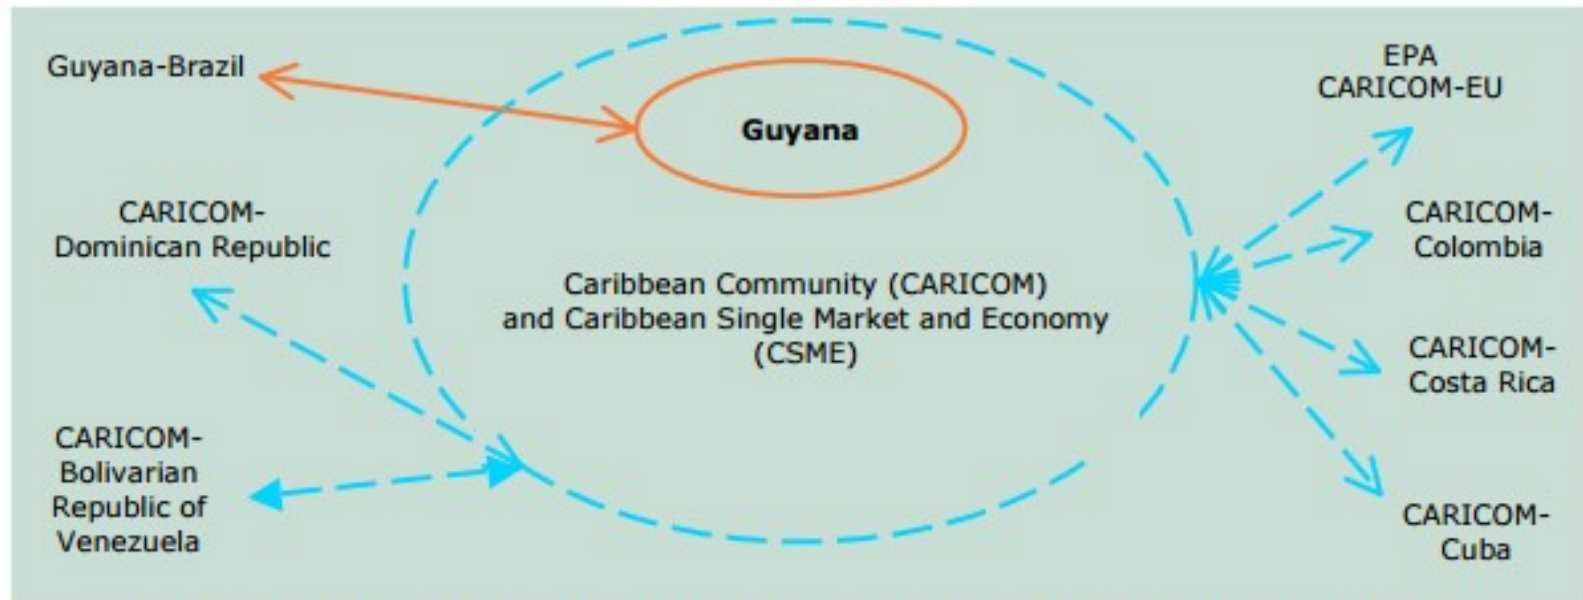 Guyana-Brazil
CARICOM-
Dominican Republic
CARICOM-
Bolivarian
Republic of
Venezuela
Guyana
Caribbean Community (CARICOM)
and Caribbean Single Market and Economy
(CSME)
EPA
CARICOM-EU
CARICOM-
Colombia
CARICOM-
Costa Rica
CARICOM-
Cuba